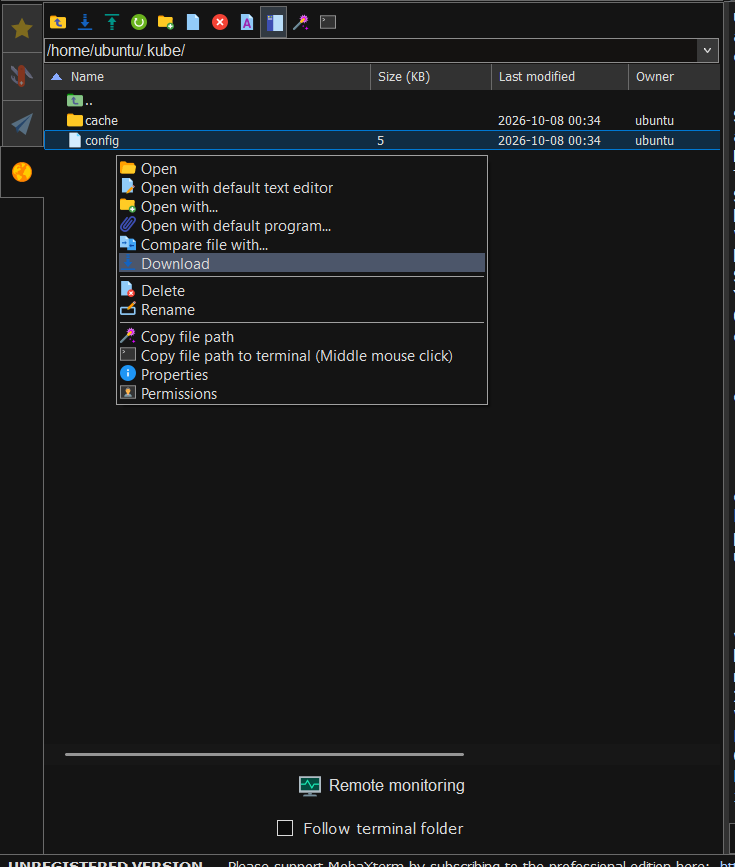 /home/ubuntu/.kube/
Name Size (KB) Last modified Owner
..
cache 2026-10-08 00:34 ubuntu
config 5 2026-10-08 00:34 ubuntu
Open
Open with default text editor
Open with...
Open with default program...
Compare file with...
Download
Delete
Rename
Copy file path
Copy file path to terminal (Middle mouse click)
Properties
Permissions
Remote monitoring
Follow terminal folder
UNREGISTERED VERSION - Please support MobaXterm by subscribing to the professional edition here: